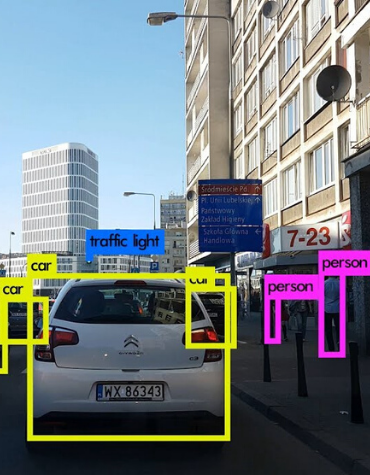 Śródmieście Pd.
Pl. Unii Lubelskiej
Państwowy
Zakład Higieny
Szkoła Główna
Handlowa
7-23
traffic light
car
car
car
person
person
WX 86343